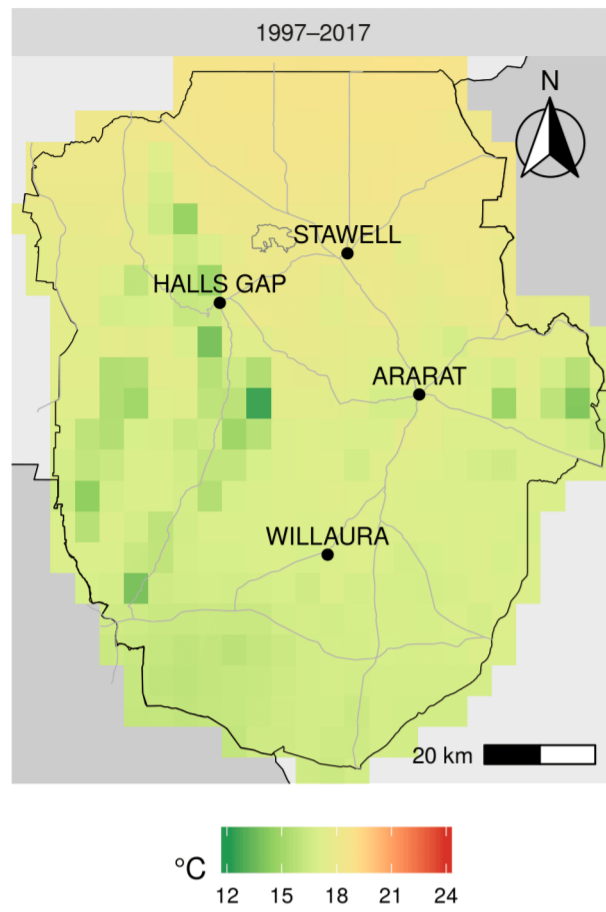 1997–2017
N
STAWELL
HALLS GAP
ARARAT
WILLAURA
20 km
°C
12 15 18 21 24